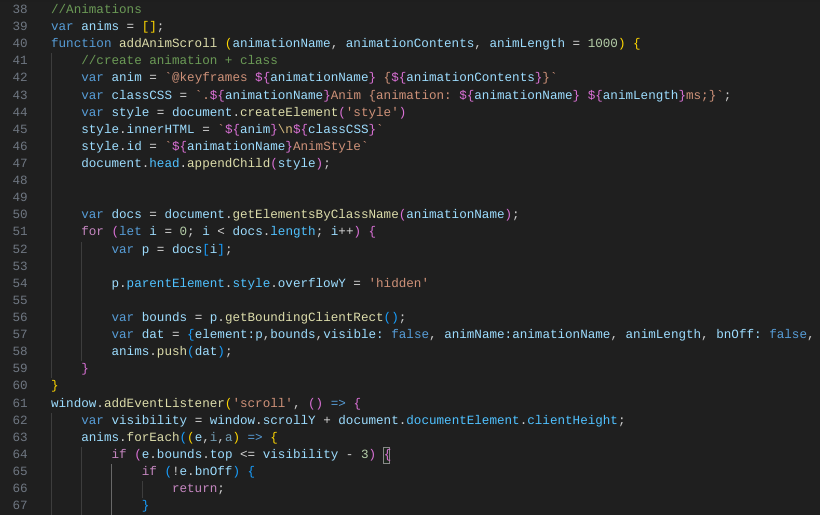 38 //Animations
39 var anims = [];
40 function addAnimScroll (animationName, animationContents, animLength = 1000) {
41     //create animation + class
42     var anim = `@keyframes ${animationName} {${animationContents}}`
43     var classCSS = `.${animationName}Anim {animation: ${animationName} ${animLength}ms;}`;
44     var style = document.createElement('style')
45     style.innerHTML = `${anim}\n${classCSS}`
46     style.id = `${animationName}AnimStyle`
47     document.head.appendChild(style);
48
49
50     var docs = document.getElementsByClassName(animationName);
51     for (let i = 0; i < docs.length; i++) {
52         var p = docs[i];
53
54         p.parentElement.style.overflowY = 'hidden'
55
56         var bounds = p.getBoundingClientRect();
57         var dat = {element:p,bounds,visible: false, animName:animationName, animLength, bnOff: false,
58         anims.push(dat);
59     }
60 }
61 window.addEventListener('scroll', () => {
62     var visibility = window.scrollY + document.documentElement.clientHeight;
63     anims.forEach((e,i,a) => {
64         if (e.bounds.top <= visibility - 3) {
65             if (!e.bnOff) {
66                 return;
67             }